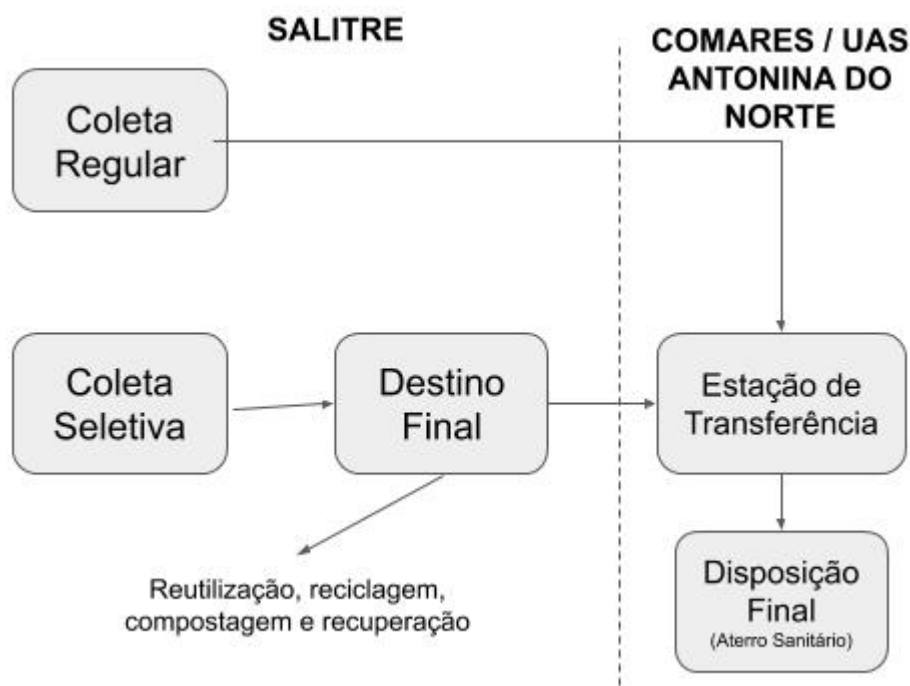 SALITRE
COMARES / UAS
ANTONINA DO
NORTE
Coleta
Regular
Coleta
Seletiva
Destino
Final
Estação de
Transferência
Reutilização, reciclagem,
compostagem e recuperação
Disposição
Final
(Aterro Sanitário)